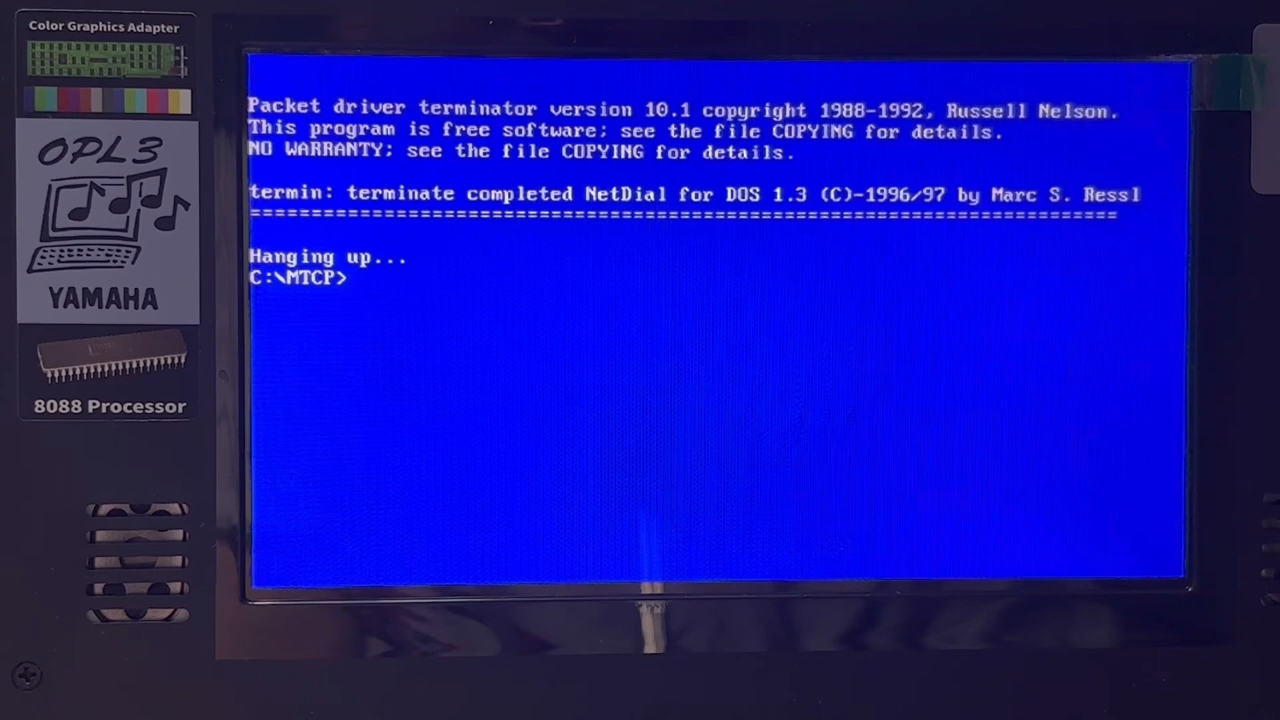 Color Graphics Adapter
OPL3
YAMAHA
8088 Processor
Packet driver terminator version 10.1 copyright 1988-1992, Russell Nelson.
This program is free software; see the file COPYING for details.
NO WARRANTY; see the file COPYING for details.
termin: terminate completed NetDial for DOS 1.3 (C)-1996/97 by Marc S. Ressl
==================================================================================
Hanging up...
C:\MTCP>